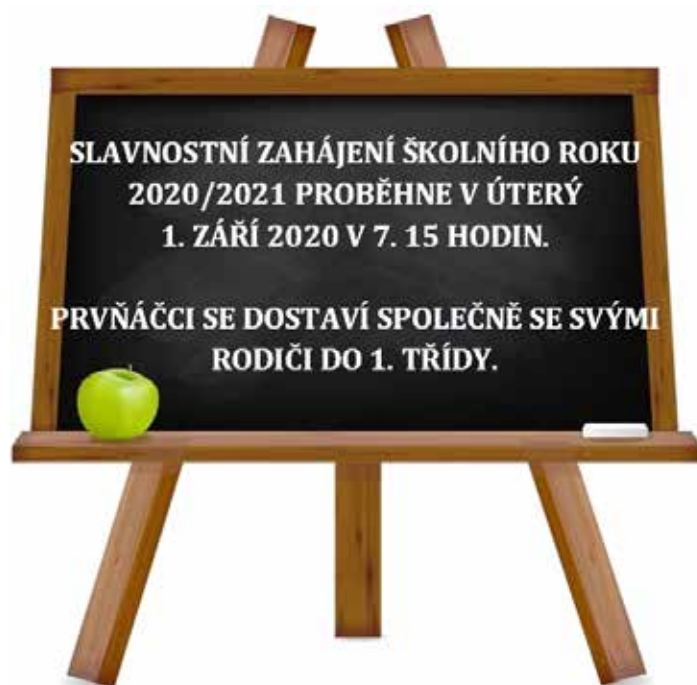 SLAVNOSTNÍ ZAHÁJENÍ ŠKOLNÍHO ROKU
2020/2021 PROBĚHNE V ÚTERÝ
1. ZÁŘÍ 2020 V 7. 15 HODIN.
PRVŇÁČCI SE DOSTAVÍ SPOLEČNĚ SE SVÝMI
RODIČI DO 1. TŘÍDY.